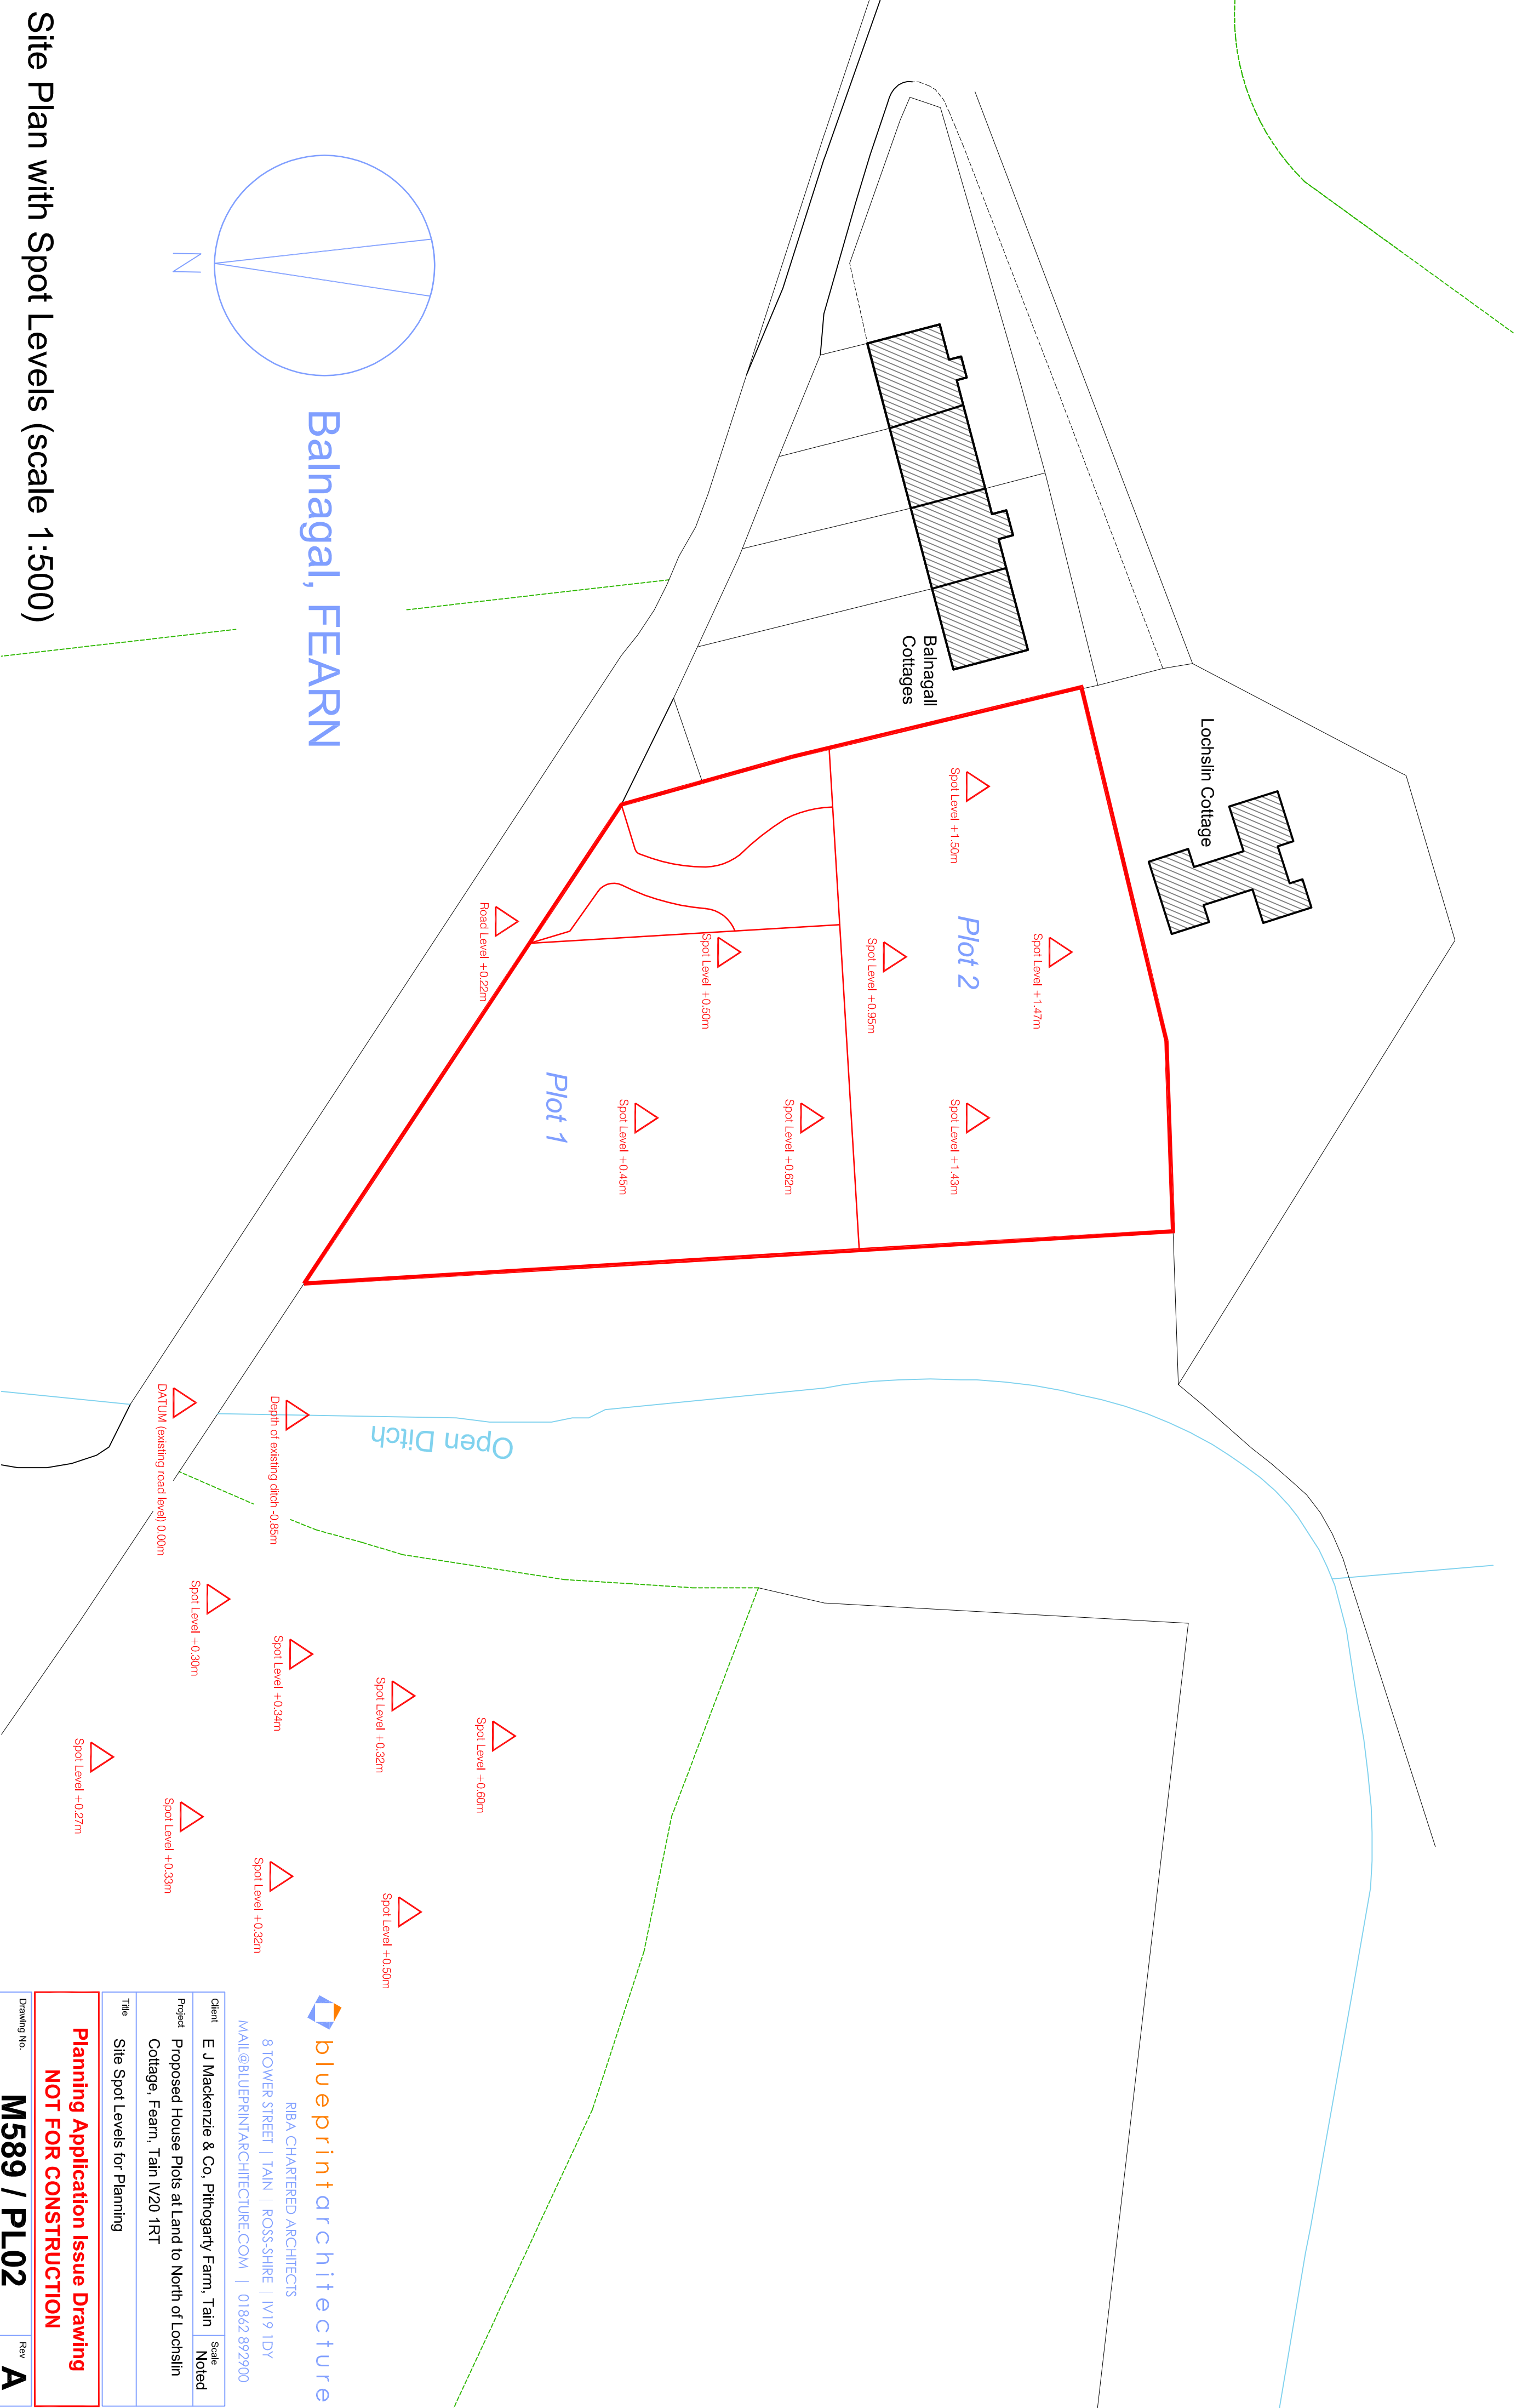 Lochslin Cottage
Balnagall
Cottages
Spot Level +1.47m
Plot 2
Spot Level +1.50m
Spot Level +1.43m
Spot Level +0.95m
Spot Level +0.62m
Spot Level +0.50m
Spot Level +0.45m
Plot 1
Road Level +0.22m
Open Ditch
Depth of existing ditch -0.85m
DATUM (existing road level) 0.00m
Spot Level +0.60m
Spot Level +0.32m
Spot Level +0.50m
Spot Level +0.34m
Spot Level +0.32m
Spot Level +0.30m
Spot Level +0.33m
Spot Level +0.27m
Balnagal, FEARN
N
Site Plan with Spot Levels (scale 1:500)
blueprintarchitecture
RIBA CHARTERED ARCHITECTS
8 TOWER STREET | TAIN | ROSS-SHIRE | IV19 1DY
MAIL@BLUEPRINTARCHITECTURE.COM | 01862 892900
Client E J Mackenzie & Co, Pithogarty Farm, Tain
Scale Noted
Project Proposed House Plots at Land to North of Lochslin
Cottage, Fearn, Tain IV20 1RT
Title Site Spot Levels for Planning
Planning Application Issue Drawing
NOT FOR CONSTRUCTION
Drawing No. M589 / PL02
Rev A